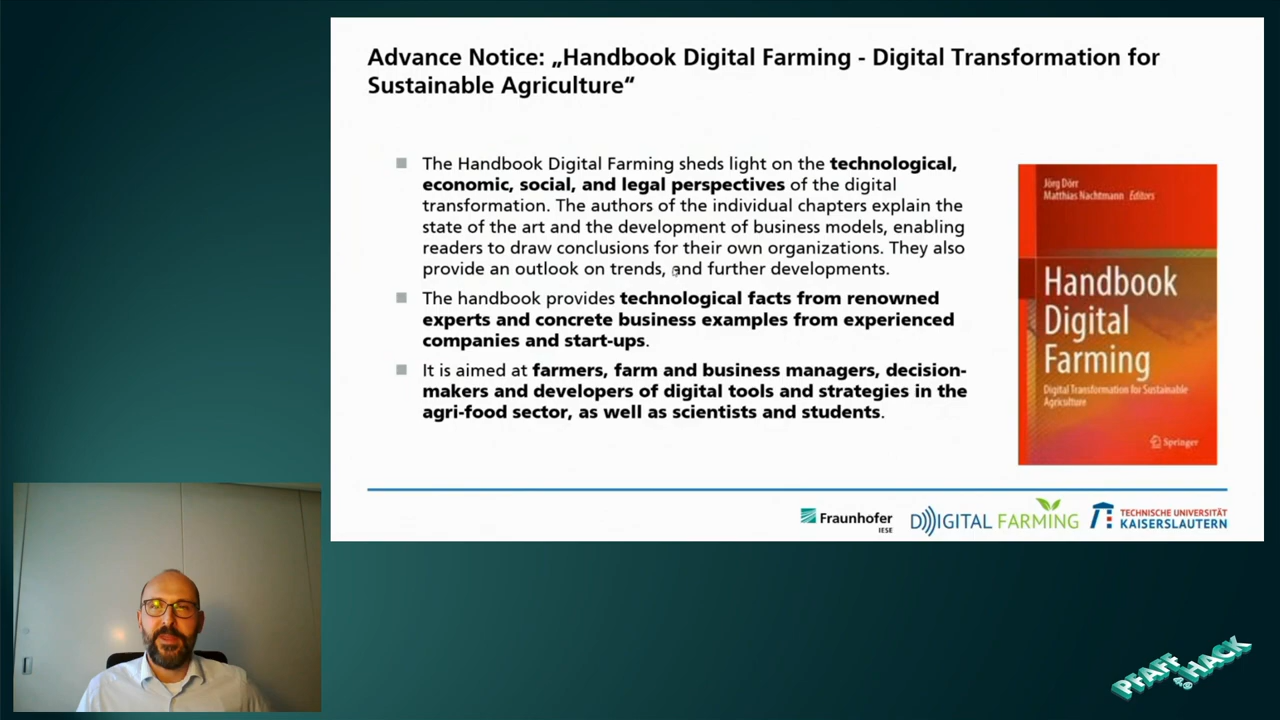 Advance Notice: „Handbook Digital Farming - Digital Transformation for
Sustainable Agriculture“
The Handbook Digital Farming sheds light on the technological,
economic, social, and legal perspectives of the digital
transformation. The authors of the individual chapters explain the
state of the art and the development of business models, enabling
readers to draw conclusions for their own organizations. They also
provide an outlook on trends, and further developments.
The handbook provides technological facts from renowned
experts and concrete business examples from experienced
companies and start-ups.
It is aimed at farmers, farm and business managers, decision-
makers and developers of digital tools and strategies in the
agri-food sector, as well as scientists and students.
Jörg Dörr
Matthias Nachtmann Editors
Handbook
Digital
Farming
Digital Transformation for Sustainable
Agriculture
Springer
Fraunhofer
IESE
DIGITAL FARMING
TECHNISCHE UNIVERSITÄT
KAISERSLAUTERN
PFAFF
HACK